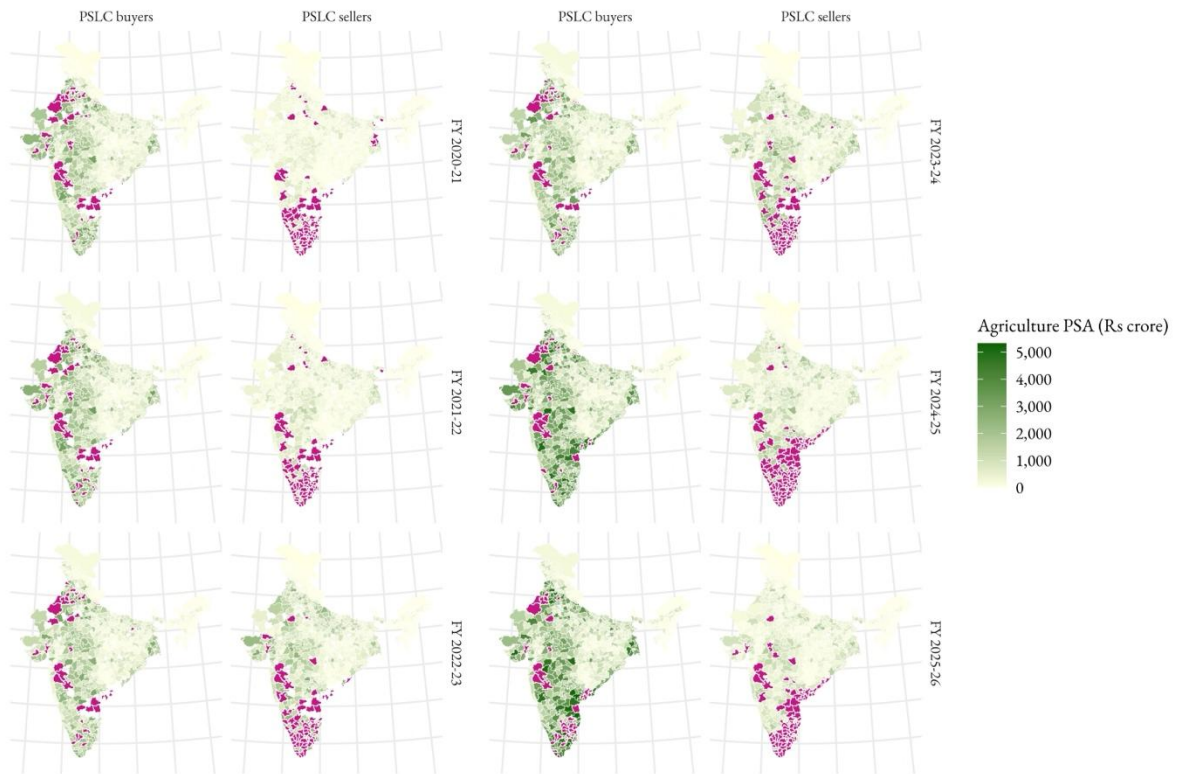 PSLC buyers
PSLC sellers
PSLC buyers
PSLC sellers
FY 2020-21
FY 2023-24
FY 2021-22
FY 2024-25
FY 2022-23
FY 2025-26
Agriculture PSA (Rs crore)
5,000
4,000
3,000
2,000
1,000
0